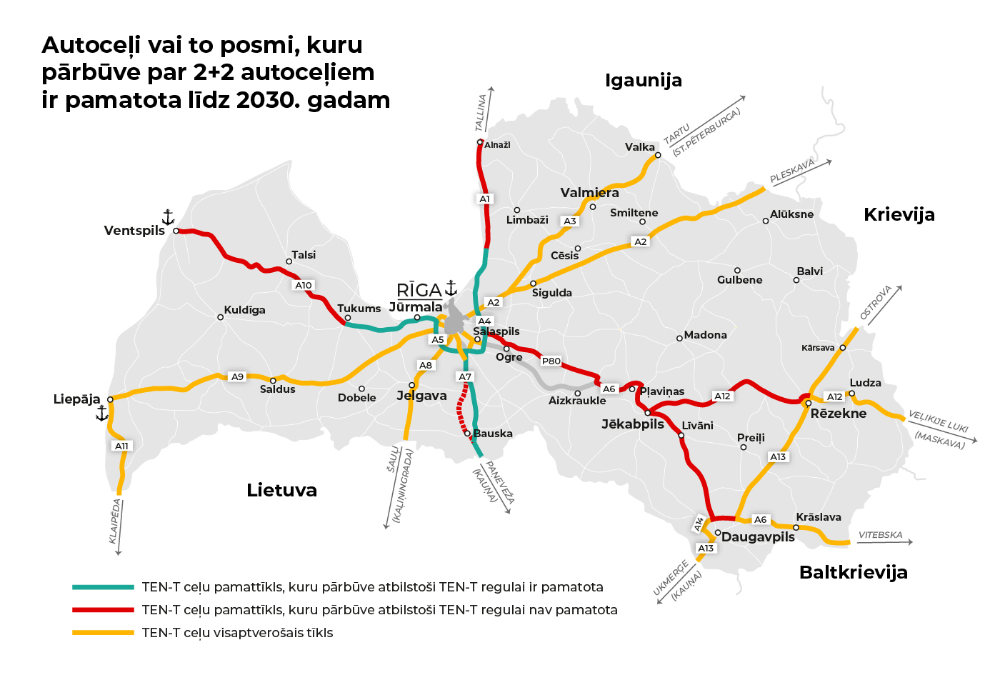 Autoceļi vai to posmi, kuru
pārbūve par 2+2 autoceļiem
ir pamatota līdz 2030. gadam
Igaunija
TALLINA
Ainaži
TARTU
(ST.PĒTERBURGA)
Valka
PLESKAVA
A1
Valmiera
Limbaži
A3
Smiltene
Alūksne
Krievija
Ventspils
A2
Talsi
Cēsis
Gulbene
Balvi
A10
RĪGA
Sigulda
OSTROVA
Kuldīga
Tukums
Jūrmala
A2
A4
Salaspils
A5
Madona
Kārsava
Ogre
P80
A8
A9
Saldus
A7
Dobele
Jelgava
Liepāja
A6
Pļaviņas
Aizkraukle
A12
A12
Ludza
Rēzekne
VEĻIKIJE LUKI
(MASKAVA)
Jēkabpils
Līvāni
Bauska
Preiļi
A11
A13
ŠAUĻI
(KAĻIŅINGRADA)
PAŅEVEŽA
(KAUŅA)
Lietuva
KLAIPĒDA
A14
A6
Krāslava
Daugavpils
A13
VITEBSKA
UKMERĢE
(KAUŅA)
Baltkrievija
TEN-T ceļu pamattīkls, kuru pārbūve atbilstoši TEN-T regulai ir pamatota
TEN-T ceļu pamattīkls, kuru pārbūve atbilstoši TEN-T regulai nav pamatota
TEN-T ceļu visaptverošais tīkls